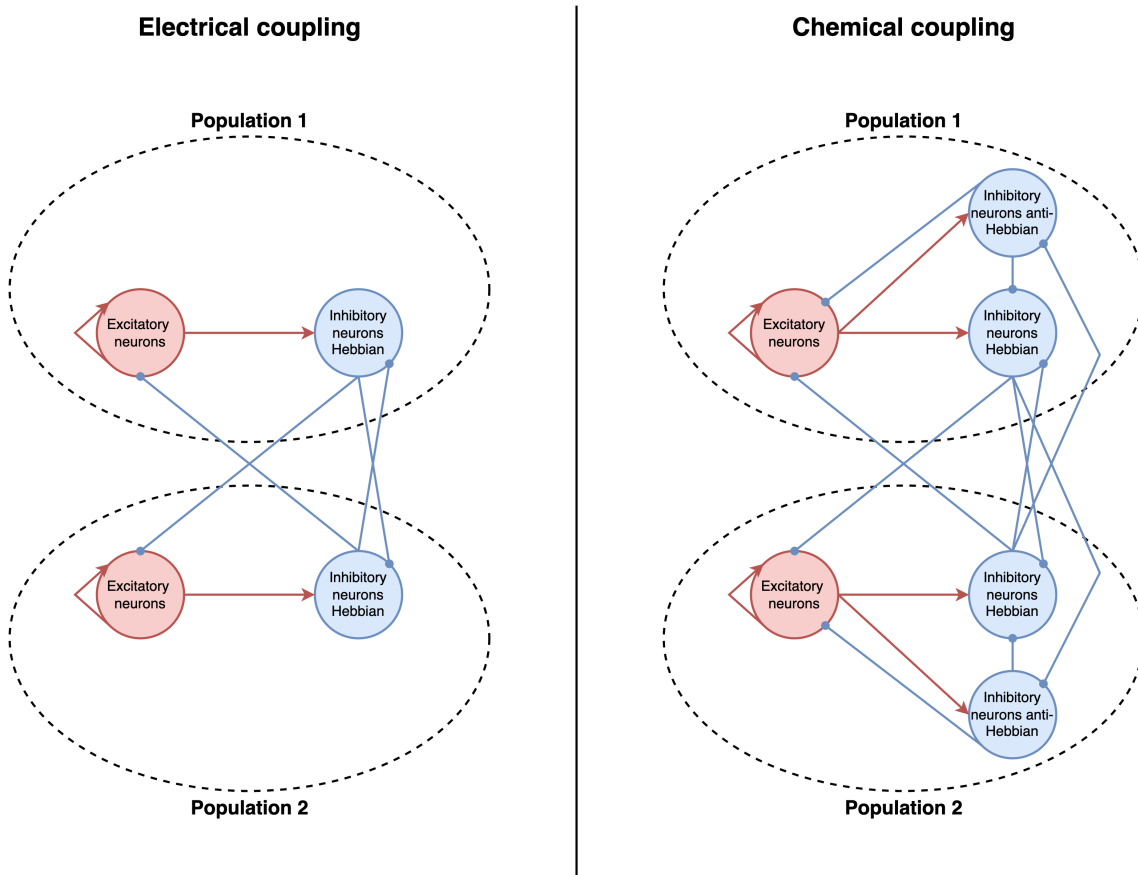 Electrical coupling
Population 1
Excitatory
neurons
Inhibitory
neurons
Hebbian
Excitatory
neurons
Inhibitory
neurons
Hebbian
Population 2
Chemical coupling
Population 1
Inhibitory
neurons anti-
Hebbian
Excitatory
neurons
Inhibitory
neurons
Hebbian
Excitatory
neurons
Inhibitory
neurons
Hebbian
Inhibitory
neurons anti-
Hebbian
Population 2